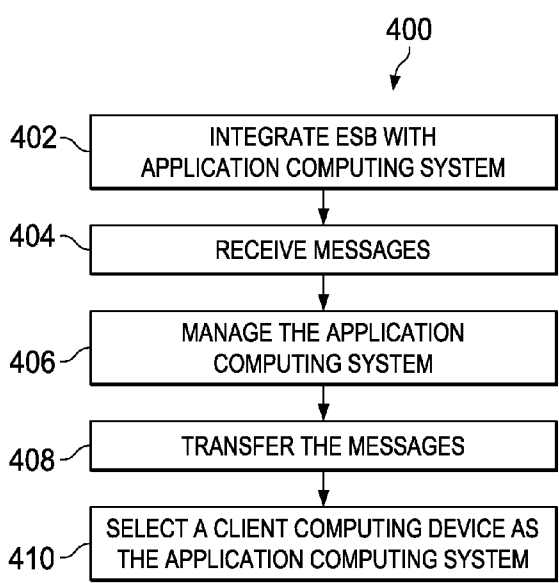 400
402
INTEGRATE ESB WITH
APPLICATION COMPUTING SYSTEM
404
RECEIVE MESSAGES
406
MANAGE THE APPLICATION
COMPUTING SYSTEM
408
TRANSFER THE MESSAGES
410
SELECT A CLIENT COMPUTING DEVICE AS
THE APPLICATION COMPUTING SYSTEM